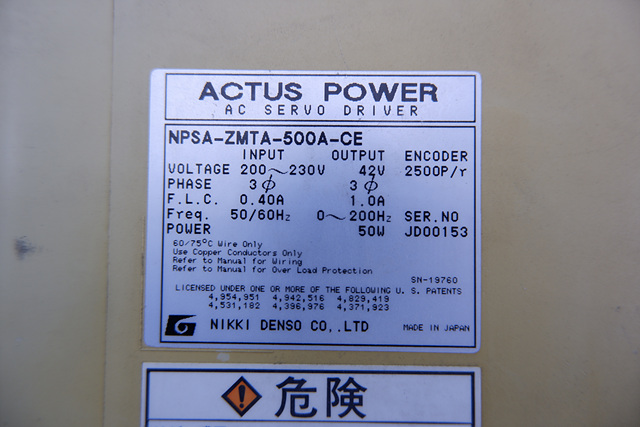 ACTUS POWER
AC SERVO DRIVER
NPSA-ZMTA-500A-CE
INPUT OUTPUT ENCODER
VOLTAGE 200~230V 42V 2500P/r
PHASE 3ϕ 3ϕ
F.L.C. 0.40A 1.0A
Freq. 50/60Hz 0~200Hz SER.NO
POWER 50W JD00153
60/75°C Wire Only
Use Copper Conductors Only
Refer to Manual for Wiring
Refer to Manual for Over Load Protection
SN-19760
LICENSED UNDER ONE OR MORE OF THE FOLLOWING U. S. PATENTS
4,954,951 4,942,516 4,829,419
4,531,182 4,396,976 4,371,923
NIKKI DENSO CO,.LTD MADE IN JAPAN
危険